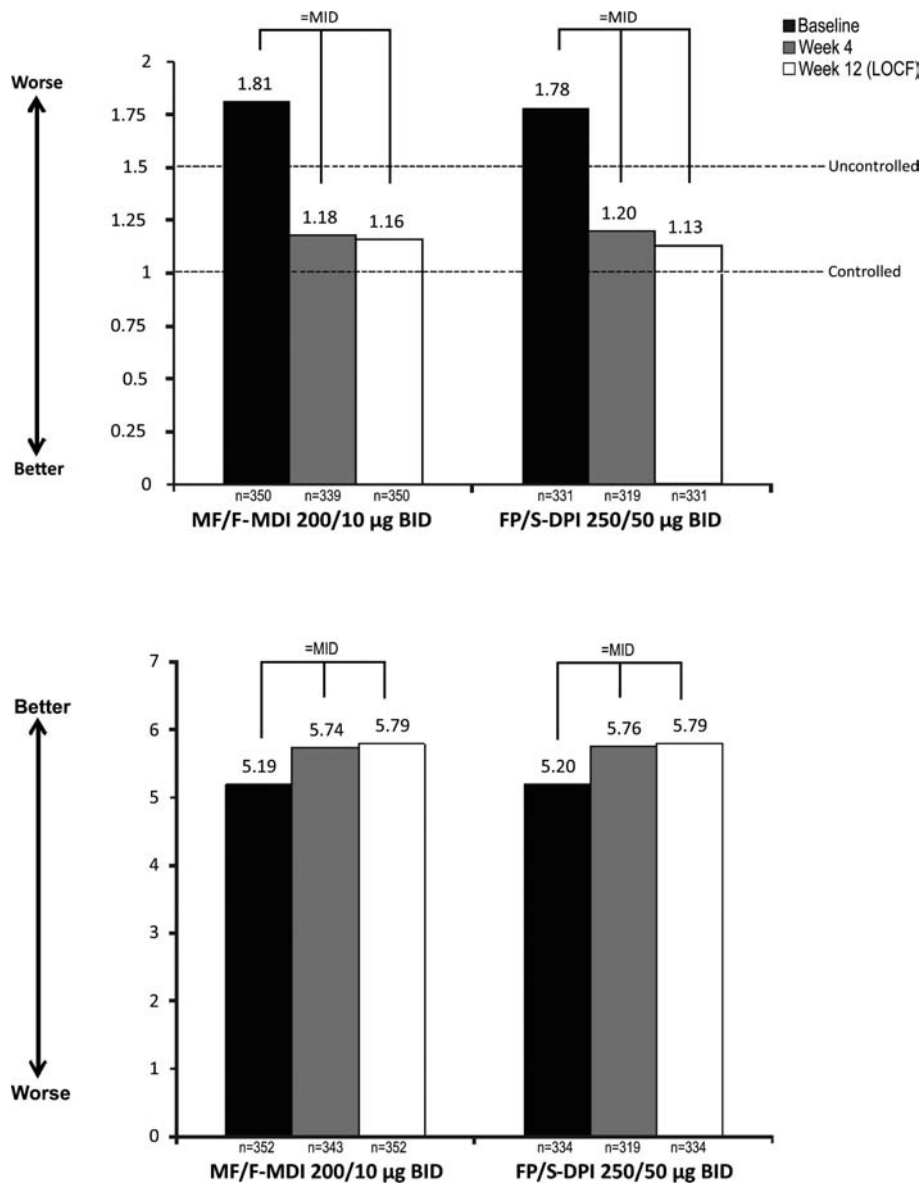 =MID
=MID
Baseline
Week 4
Week 12 (LOCF)
Worse
Better
2
1.75
1.5
1.25
1
0.75
0.5
0.25
0
1.81
1.18
1.16
1.78
1.20
1.13
Uncontrolled
Controlled
n=350 n=339 n=350 n=331 n=319 n=331
MF/F-MDI 200/10 µg BID FP/S-DPI 250/50 µg BID
=MID
=MID
Better
Worse
7
6
5
4
3
2
1
0
5.19
5.74
5.79
5.20
5.76
5.79
n=352 n=343 n=352 n=334 n=319 n=334
MF/F-MDI 200/10 µg BID FP/S-DPI 250/50 µg BID